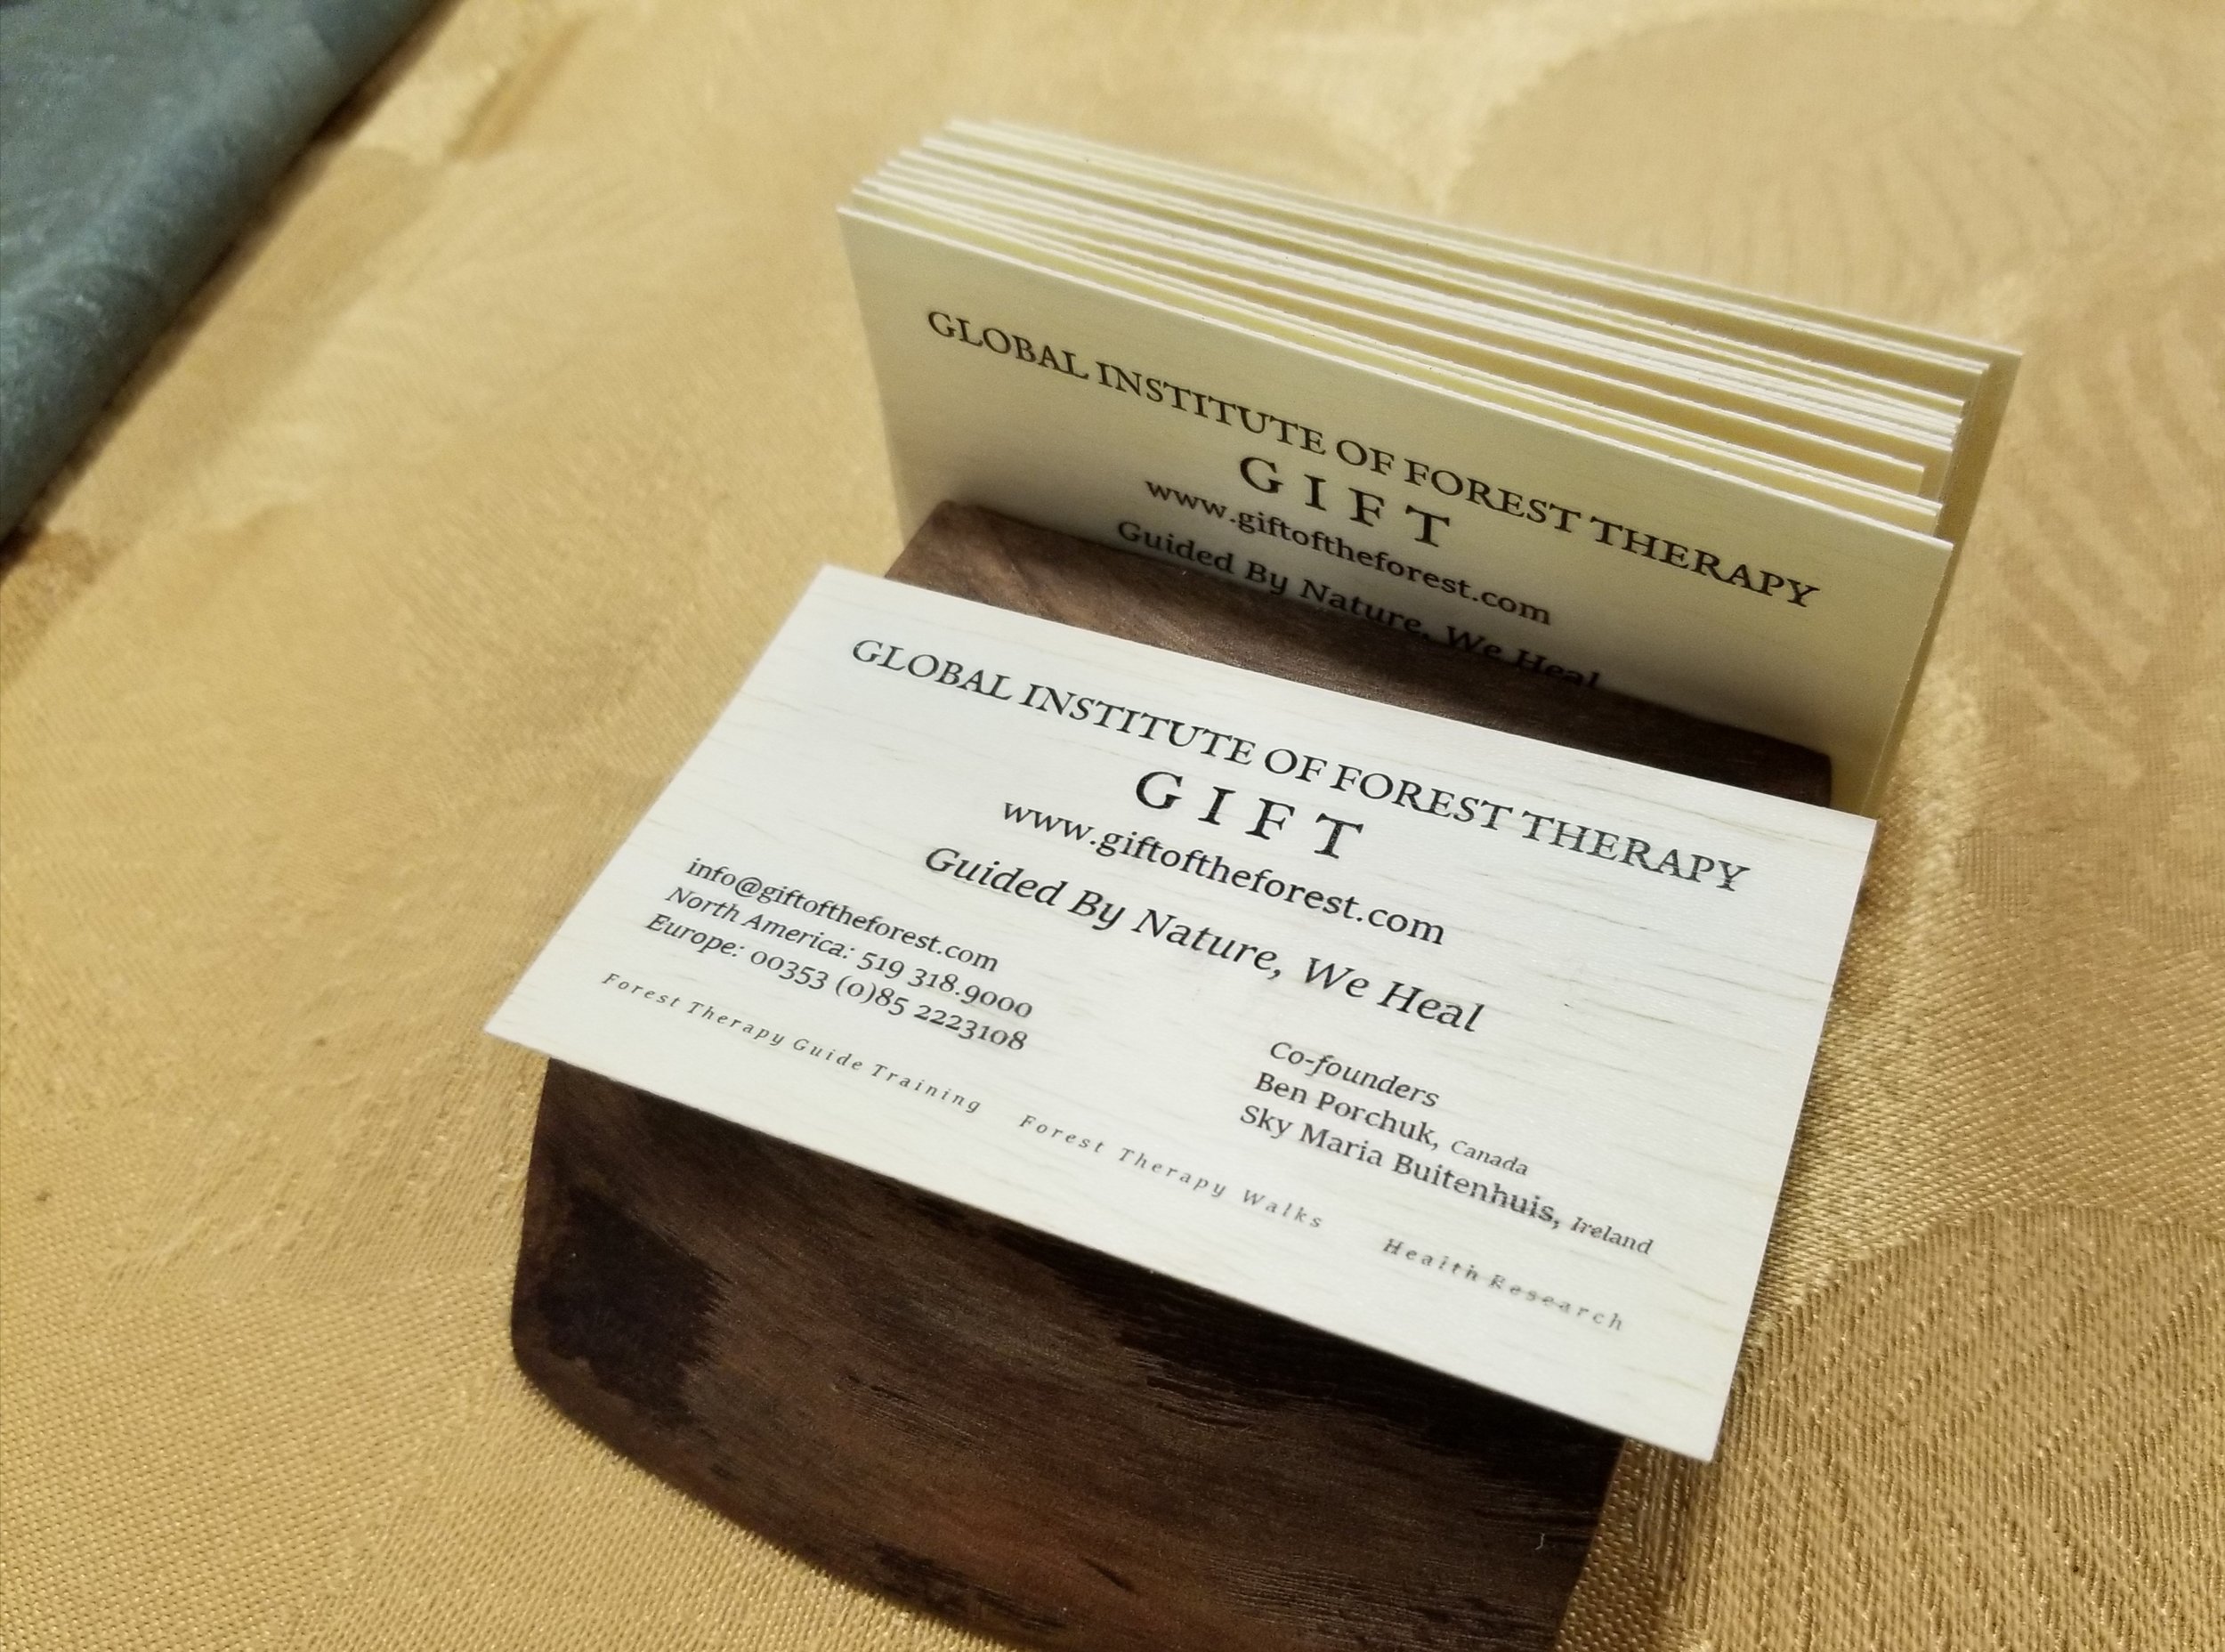 GLOBAL INSTITUTE OF FOREST THERAPY
G I F T
www.giftoftheforest.com
Guided By Nature, We Heal
GLOBAL INSTITUTE OF FOREST THERAPY
G I F T
www.giftoftheforest.com
Guided By Nature, We Heal
info@giftoftheforest.com
North America: 519 318.9000
Europe: 00353 (0)85 2223108
Co-founders
Ben Porchuk, Canada
Sky Maria Buitenhuis, Ireland
Forest Therapy Guide Training Forest Therapy Walks Health Research